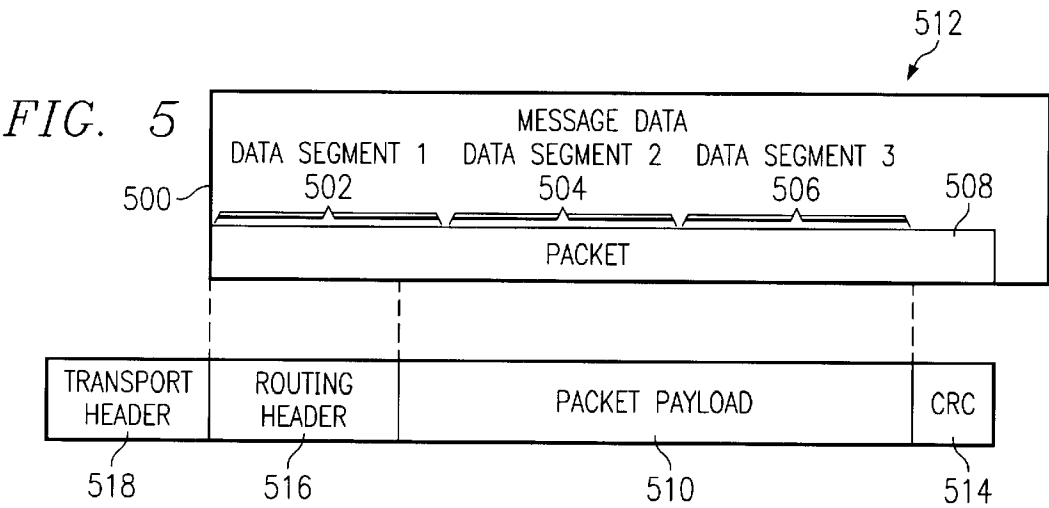 512
FIG. 5
MESSAGE DATA
DATA SEGMENT 1 DATA SEGMENT 2 DATA SEGMENT 3
500 502 504 506 508
PACKET
TRANSPORT HEADER
ROUTING HEADER
PACKET PAYLOAD
CRC
518 516 510 514